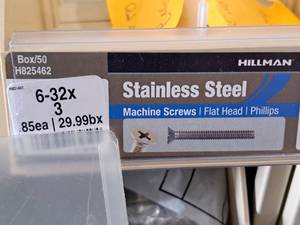 Box/50
H825462
HILLMAN
6-32x
3
.85ea | 29.99bx
Stainless Steel
Machine Screws | Flat Head | Phillips